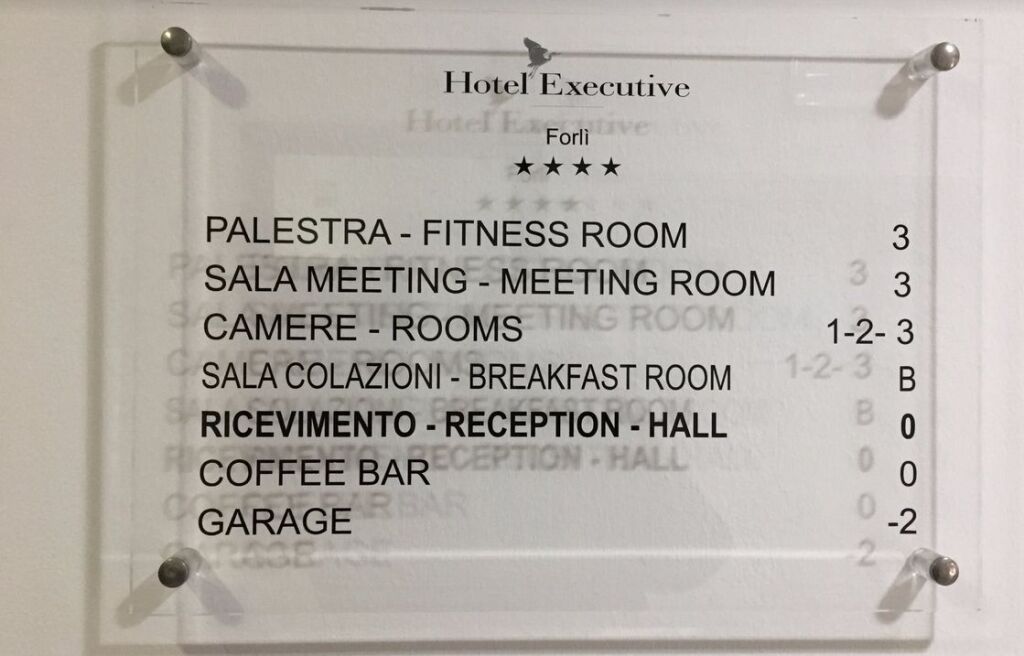 Hotel Executive
Forlì
★ ★ ★ ★
PALESTRA - FITNESS ROOM 3
SALA MEETING - MEETING ROOM 3
CAMERE - ROOMS 1-2- 3
SALA COLAZIONI - BREAKFAST ROOM B
RICEVIMENTO - RECEPTION - HALL 0
COFFEE BAR 0
GARAGE -2